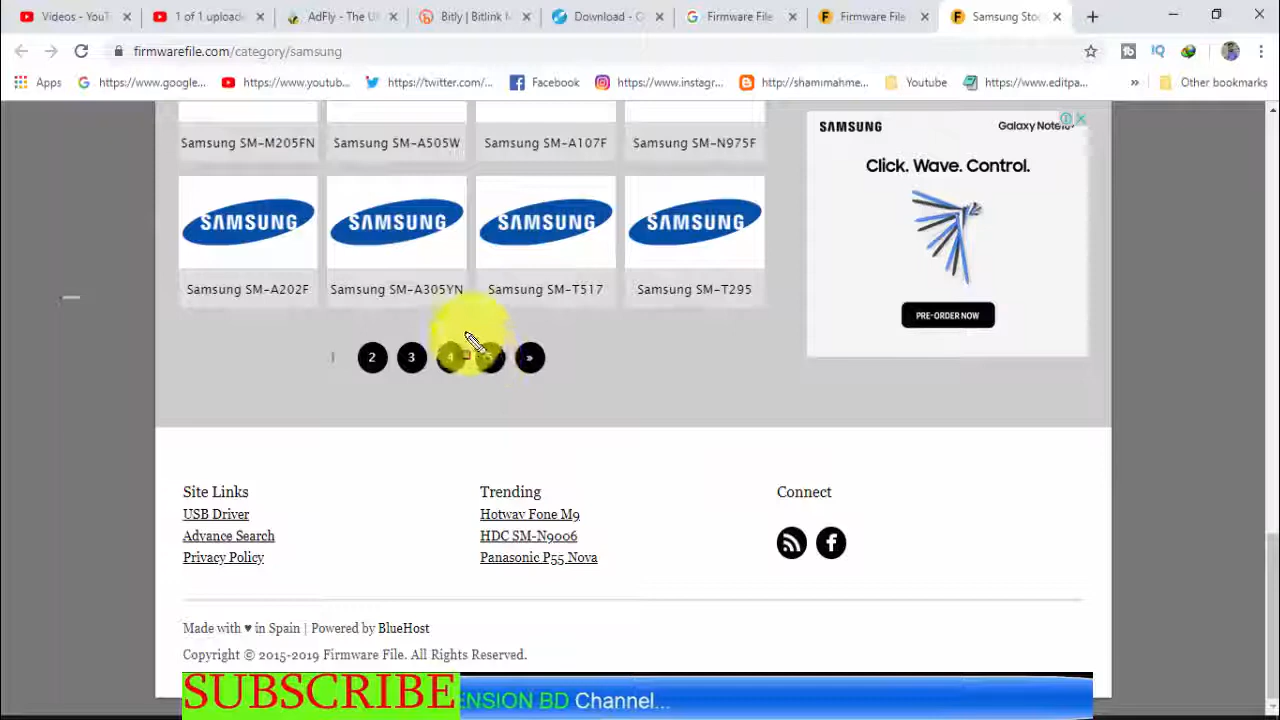 Videos - YouT
1 of 1 uploade
AdFly - The U
Bitly | Bitlink M
Download - C
Firmware File
Firmware File
Samsung Sto
firmwarefile.com/category/samsung
Apps
https://www.google...
https://www.youtub...
https://twitter.com/...
Facebook
https://www.instagr...
http://shamimahme...
Youtube
https://www.editpa...
»
Other bookmarks
Samsung SM-M205FN
Samsung SM-A505W
Samsung SM-A107F
Samsung SM-N975F
SAMSUNG
SAMSUNG
SAMSUNG
SAMSUNG
Samsung SM-A202F
Samsung SM-A305YN
Samsung SM-T517
Samsung SM-T295
SAMSUNG
Galaxy Note10+
Click. Wave. Control.
PRE-ORDER NOW
1 2 3 4 5 »
Site Links
USB Driver
Advance Search
Privacy Policy
Trending
Hotwav Fone M9
HDC SM-N9006
Panasonic P55 Nova
Connect
Made with ♥ in Spain | Powered by BlueHost
Copyright © 2015-2019 Firmware File. All Rights Reserved.
SUBSCRIBE
ENSION BD Channel...